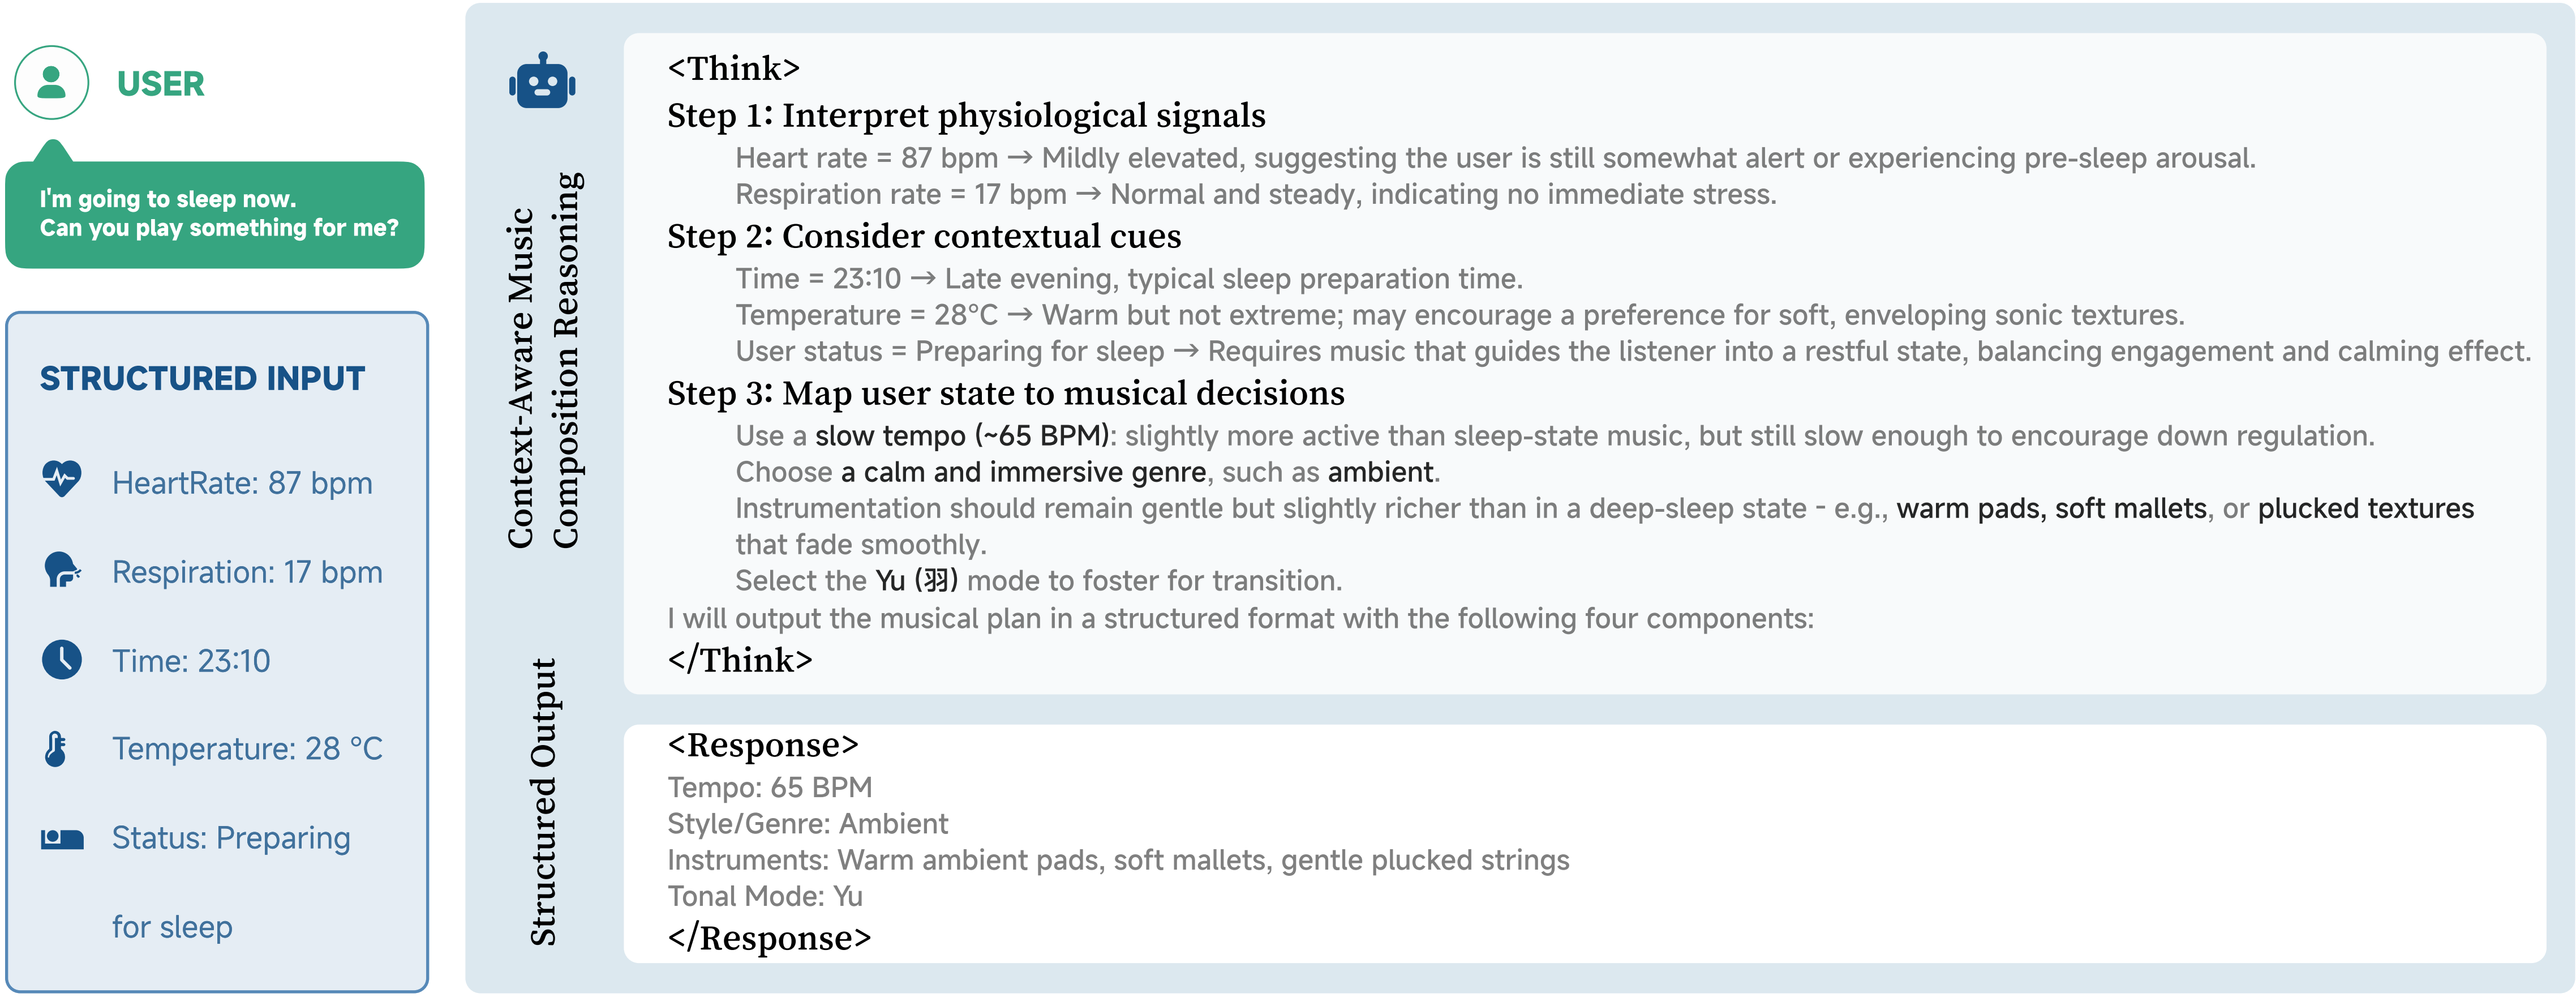 USER
I'm going to sleep now.
Can you play something for me?
STRUCTURED INPUT
HeartRate: 87 bpm
Respiration: 17 bpm
Time: 23:10
Temperature: 28 °C
Status: Preparing
for sleep
Context-Aware Music
Composition Reasoning
<Think>
Step 1: Interpret physiological signals
Heart rate = 87 bpm → Mildly elevated, suggesting the user is still somewhat alert or experiencing pre-sleep arousal.
Respiration rate = 17 bpm → Normal and steady, indicating no immediate stress.
Step 2: Consider contextual cues
Time = 23:10 → Late evening, typical sleep preparation time.
Temperature = 28°C → Warm but not extreme; may encourage a preference for soft, enveloping sonic textures.
User status = Preparing for sleep → Requires music that guides the listener into a restful state, balancing engagement and calming effect.
Step 3: Map user state to musical decisions
Use a slow tempo (~65 BPM): slightly more active than sleep-state music, but still slow enough to encourage down regulation.
Choose a calm and immersive genre, such as ambient.
Instrumentation should remain gentle but slightly richer than in a deep-sleep state - e.g., warm pads, soft mallets, or plucked textures
that fade smoothly.
Select the Yu (羽) mode to foster for transition.
I will output the musical plan in a structured format with the following four components:
</Think>
Structured Output
<Response>
Tempo: 65 BPM
Style/Genre: Ambient
Instruments: Warm ambient pads, soft mallets, gentle plucked strings
Tonal Mode: Yu
</Response>